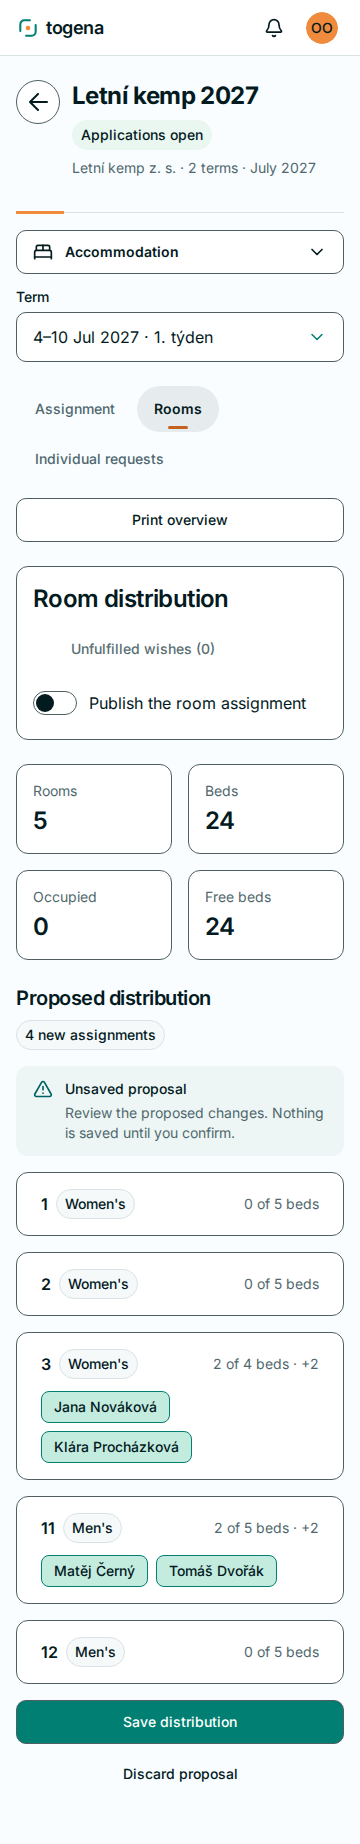 togena
OO
Letní kemp 2027
Applications open
Letní kemp z. s. · 2 terms · July 2027
Accommodation
Term
4–10 Jul 2027 · 1. týden
Assignment
Rooms
Individual requests
Print overview
Room distribution
Unfulfilled wishes (0)
Publish the room assignment
Rooms
5
Beds
24
Occupied
0
Free beds
24
Proposed distribution
4 new assignments
Unsaved proposal
Review the proposed changes. Nothing
is saved until you confirm.
1 Women's 0 of 5 beds
2 Women's 0 of 5 beds
3 Women's 2 of 4 beds · +2
Jana Nováková
Klára Procházková
11 Men's 2 of 5 beds · +2
Matěj Černý Tomáš Dvořák
12 Men's 0 of 5 beds
Save distribution
Discard proposal